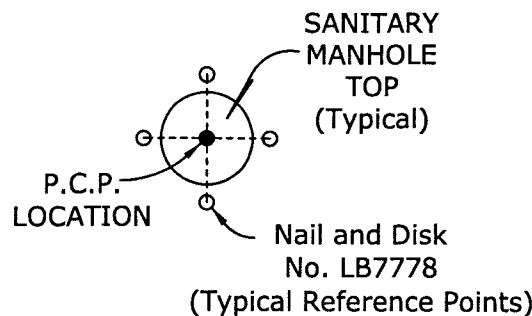 SANITARY
MANHOLE
TOP
(Typical)
P.C.P.
LOCATION
Nail and Disk
No. LB7778
(Typical Reference Points)